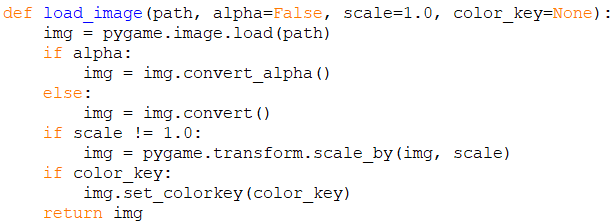 def load_image(path, alpha=False, scale=1.0, color_key=None):
    img = pygame.image.load(path)
    if alpha:
        img = img.convert_alpha()
    else:
        img = img.convert()
    if scale != 1.0:
        img = pygame.transform.scale_by(img, scale)
    if color_key:
        img.set_colorkey(color_key)
    return img